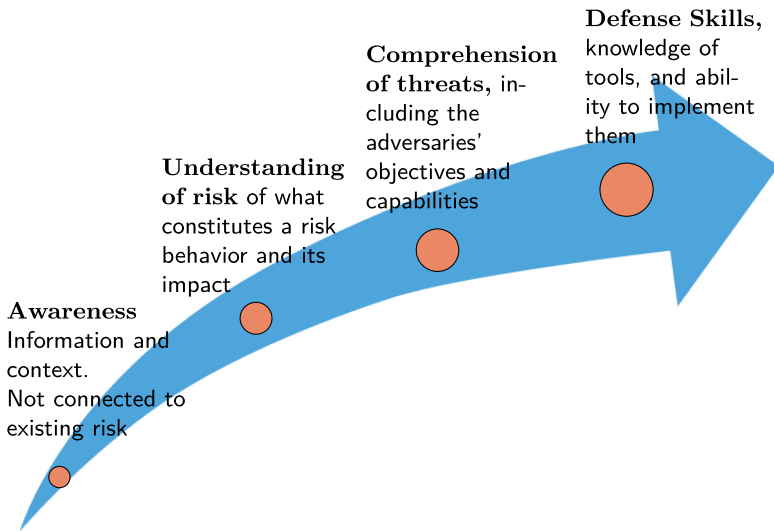 Awareness
Information and
context.
Not connected to
existing risk
Understanding
of risk of what
constitutes a risk
behavior and its
impact
Comprehension
of threats, in-
cluding the
adversaries'
objectives and
capabilities
Defense Skills,
knowledge of
tools, and abil-
ity to implement
them